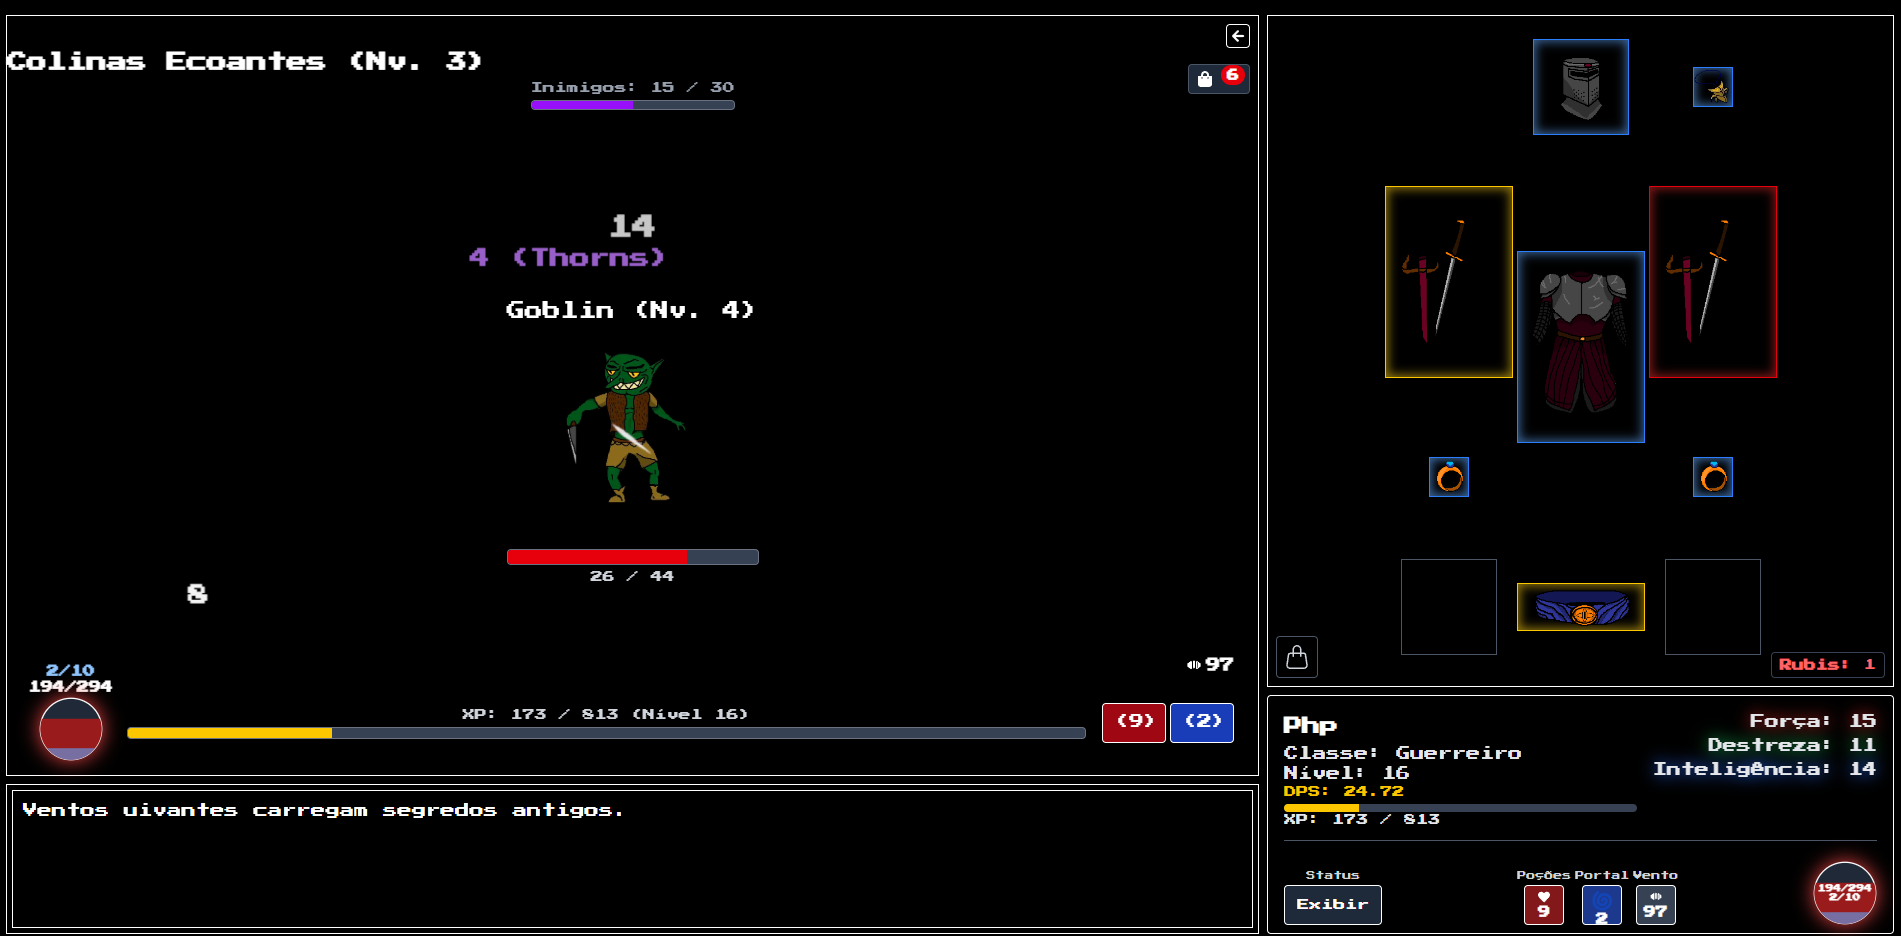 Colinas Ecoantes (Nv. 3)
Inimigos: 15 / 30
6
14
4 (Thorns)
Goblin (Nv. 4)
26 / 44
8
2/10
194/294
97
XP: 173 / 813 (Nível 16)
(9)
(2)
Ventos uivantes carregam segredos antigos.
Rubis: 1
Php
Classe: Guerreiro
Nível: 16
DPS: 24.72
XP: 173 / 813
Força: 15
Destreza: 11
Inteligência: 14
Status
Exibir
Poções Portal Vento
9
2
97
194/294
2/10